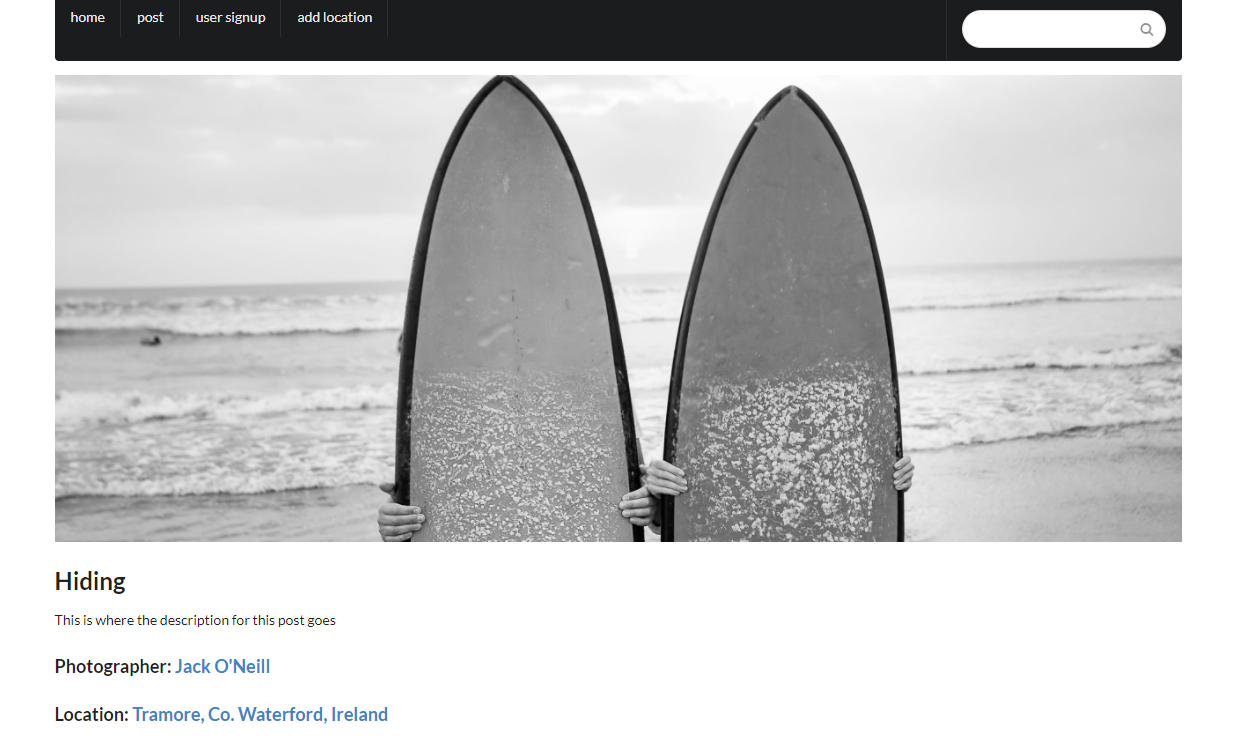 home post user signup add location
Hiding
This is where the description for this post goes
Photographer: Jack O'Neill
Location: Tramore, Co. Waterford, Ireland